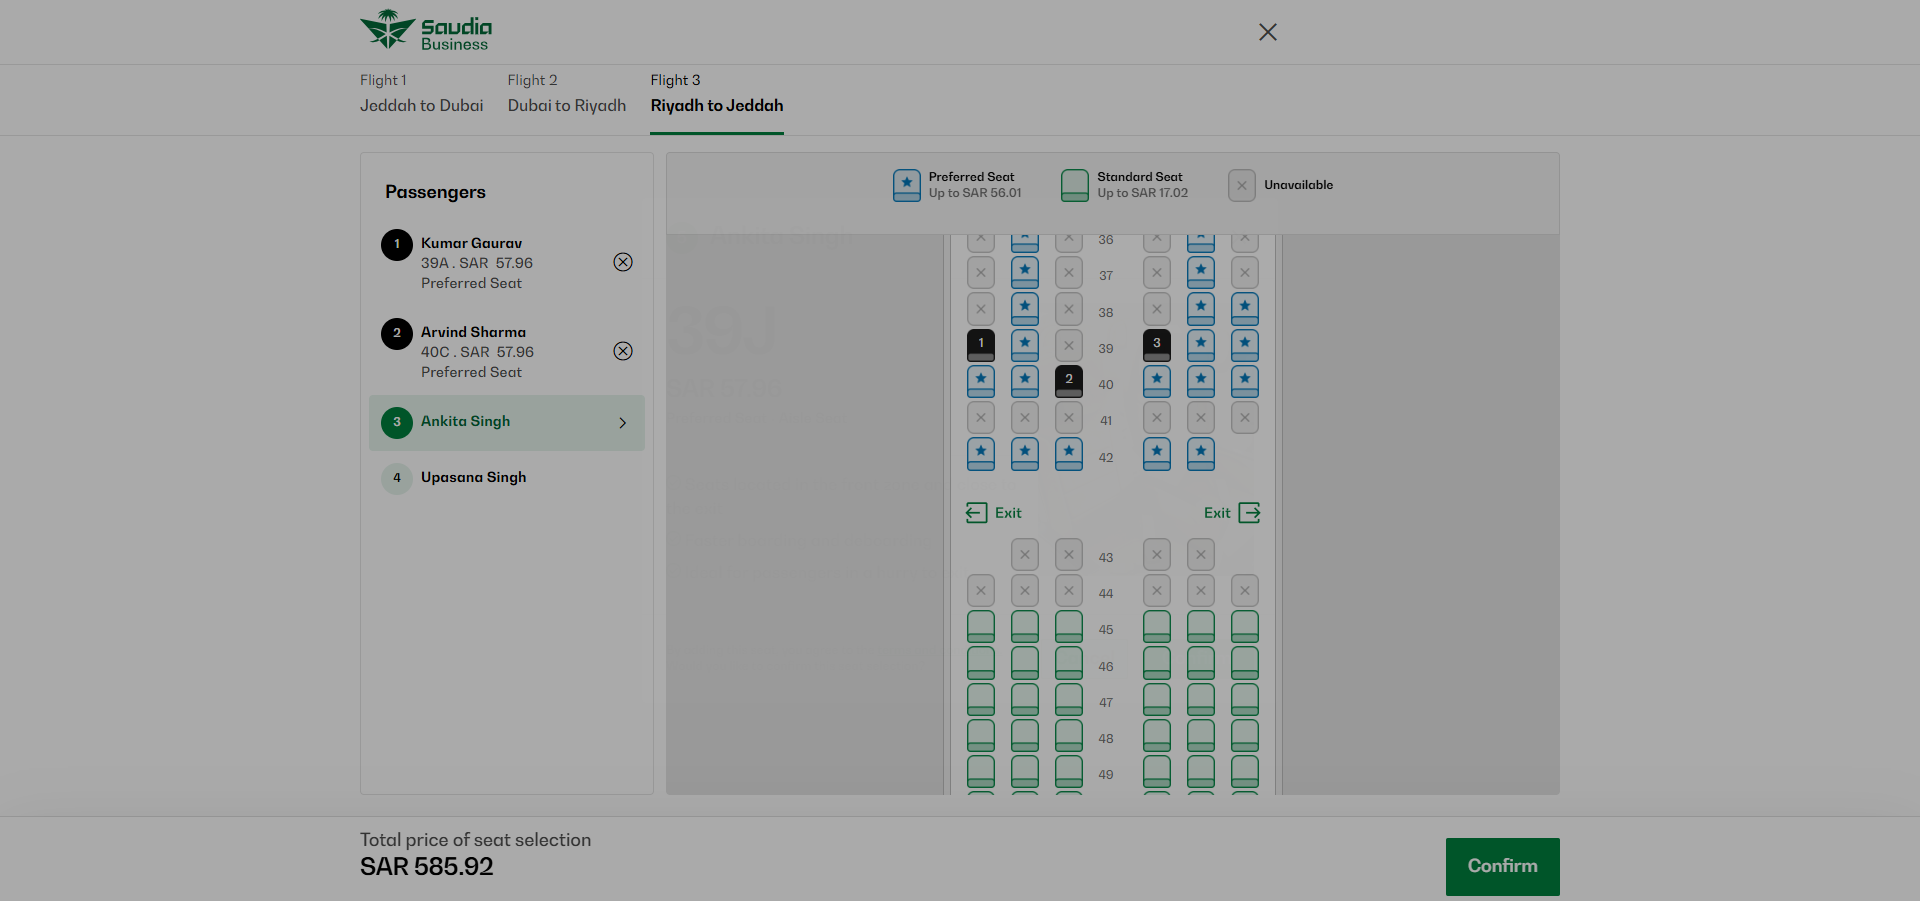 Saudia
Business
Flight 1
Jeddah to Dubai
Flight 2
Dubai to Riyadh
Flight 3
Riyadh to Jeddah
Passengers
1
Kumar Gaurav
39A . SAR 57.96
Preferred Seat
2
Arvind Sharma
40C . SAR 57.96
Preferred Seat
3
Ankita Singh
4
Upasana Singh
Preferred Seat
Up to SAR 56.01
Standard Seat
Up to SAR 17.02
Unavailable
Ankita Singh
39J
36
37
38
1
39
3
2
40
41
42
Exit
Exit
43
44
45
46
47
48
49
Total price of seat selection
SAR 585.92
Confirm